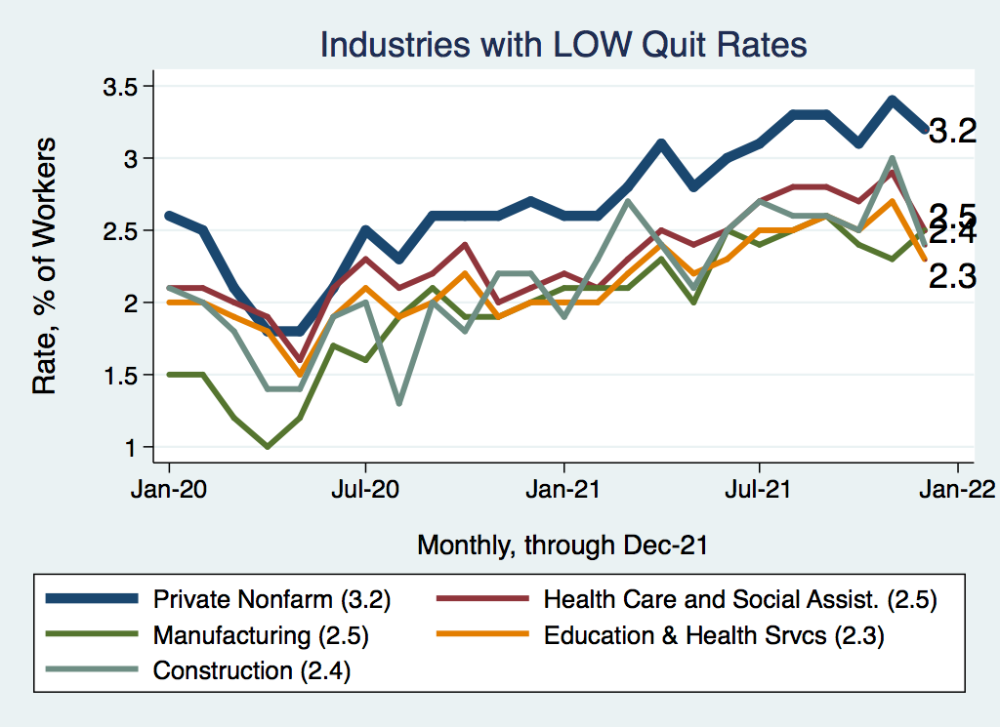 Industries with LOW Quit Rates
Rate, % of Workers
3.5
3
2.5
2
1.5
1
3.2
2.5
2.4
2.3
Jan-20 Jul-20 Jan-21 Jul-21 Jan-22
Monthly, through Dec-21
Private Nonfarm (3.2) Health Care and Social Assist. (2.5)
Manufacturing (2.5) Education & Health Srvcs (2.3)
Construction (2.4)